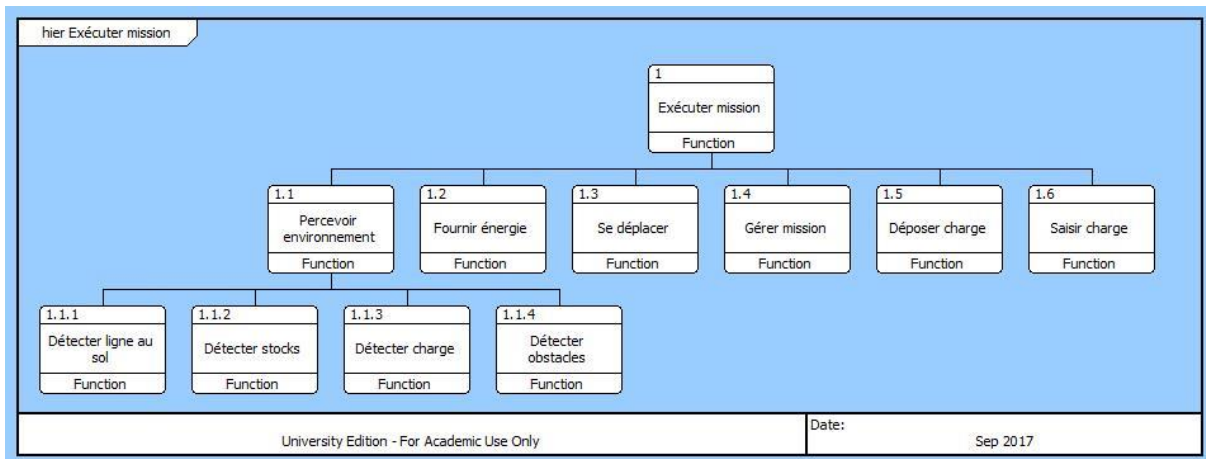 hier Exécuter mission
1
Exécuter mission
Function
1.1
Percevoir
environnement
Function
1.2
Fournir énergie
Function
1.3
Se déplacer
Function
1.4
Gérer mission
Function
1.5
Déposer charge
Function
1.6
Saisir charge
Function
1.1.1
Détecter ligne au
sol
Function
1.1.2
Détecter stocks
Function
1.1.3
Détecter charge
Function
1.1.4
Détecter
obstacles
Function
University Edition - For Academic Use Only
Date:
Sep 2017